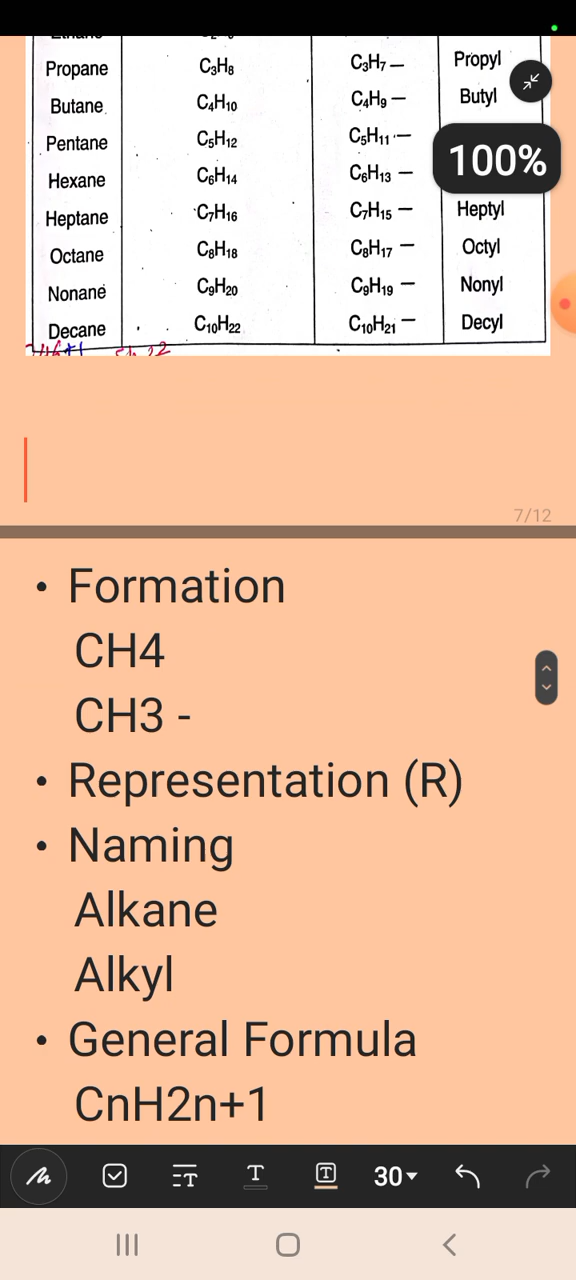 Propane C₃H₈ C₃H₇ — Propyl
Butane C₄H₁₀ C₄H₉ — Butyl
Pentane C₅H₁₂ C₅H₁₁ —
Hexane C₆H₁₄ C₆H₁₃ —
100%
Heptane C₇H₁₆ C₇H₁₅ — Heptyl
Octane C₈H₁₈ C₈H₁₇ — Octyl
Nonane C₉H₂₀ C₉H₁₉ — Nonyl
Decane C₁₀H₂₂ C₁₀H₂₁ — Decyl
7/12
• Formation
CH4
CH3 -
• Representation (R)
• Naming
Alkane
Alkyl
• General Formula
CnH2n+1
30